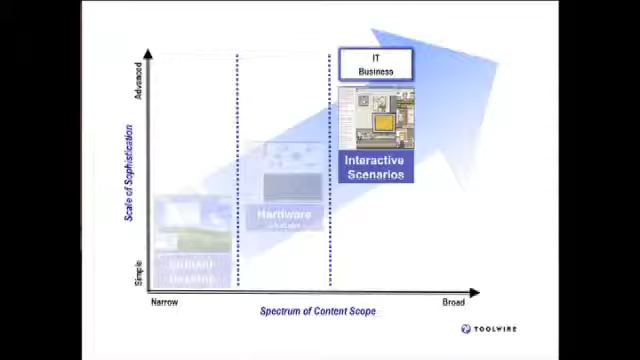 IT
Business
Advanced
Scale of Sophistication
Simple
Interactive
Scenarios
Hardware
Narrow
Broad
Spectrum of Content Scope
TOOLWIRE